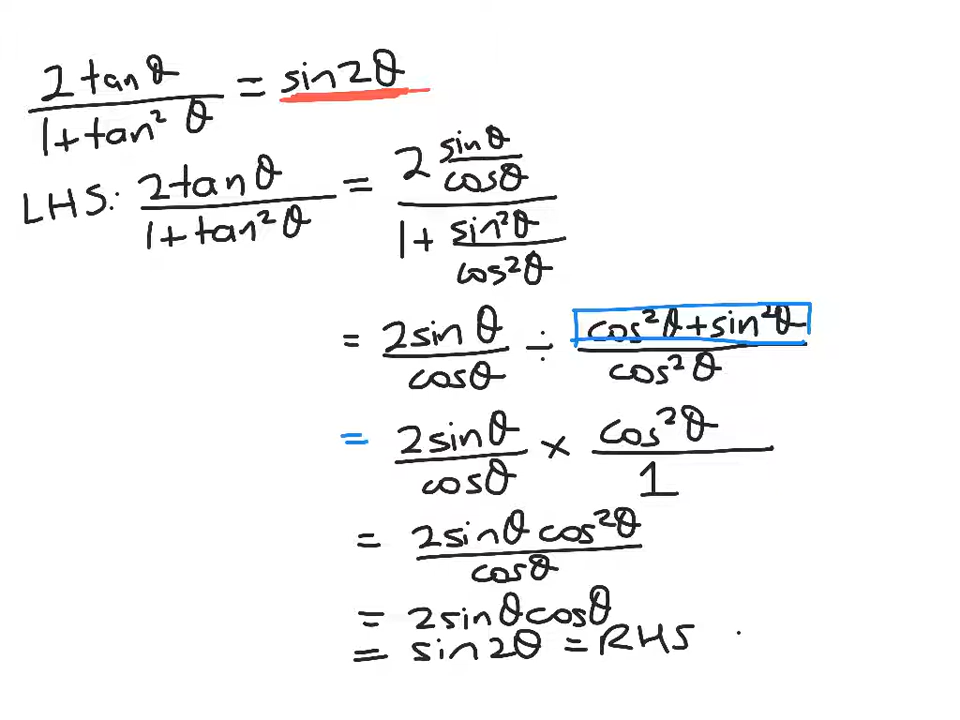 2tanθ/(1+tan²θ) = sin2θ
LHS: 2tanθ/(1+tan²θ) = (2 sinθ/cosθ)/(1+ sin²θ/cos²θ)
= 2sinθ/cosθ ÷ (cos²θ+sin²θ)/cos²θ
= 2sinθ/cosθ × cos²θ/1
= 2sinθcos²θ/cosθ
= 2sinθcosθ
= sin2θ = RHS